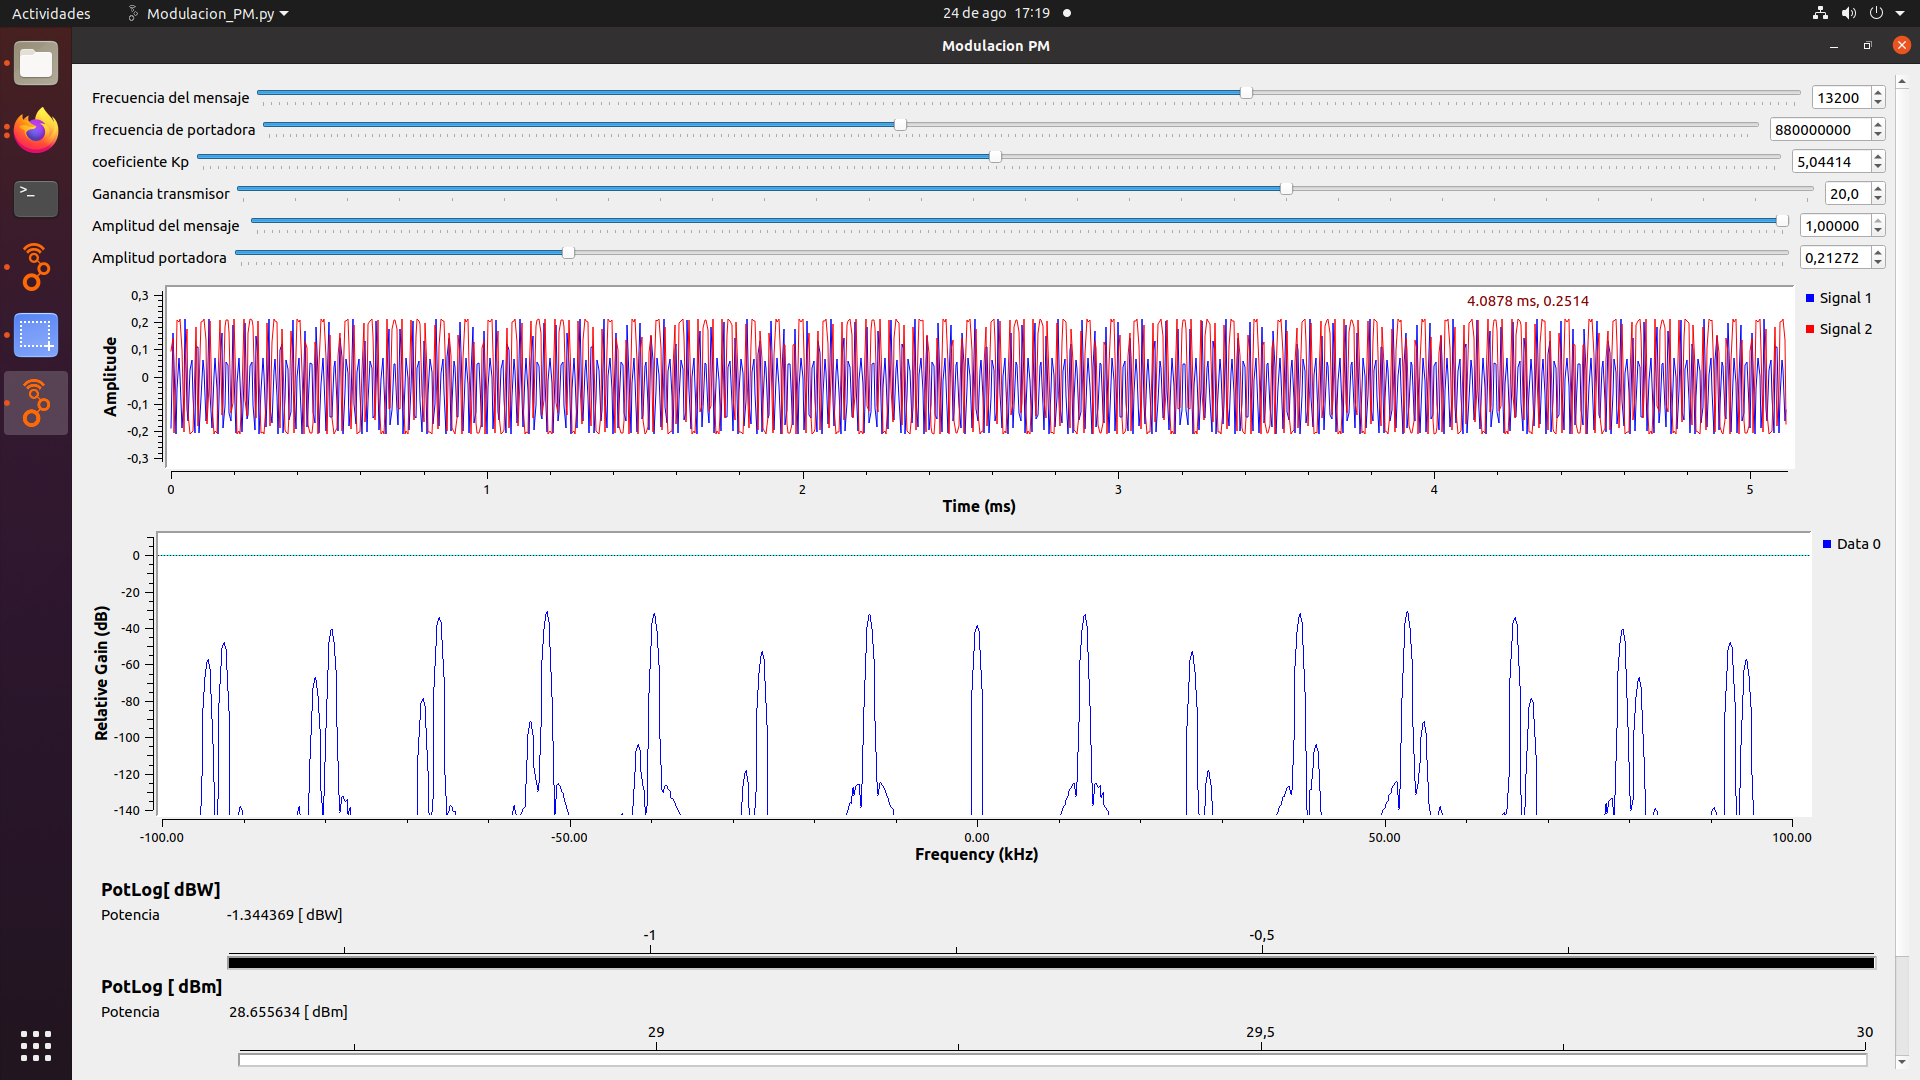 Actividades
Modulacion_PM.py
24 de ago 17:19
Modulacion PM
Frecuencia del mensaje
13200
frecuencia de portadora
880000000
coeficiente Kp
5,04414
Ganancia transmisor
20,0
Amplitud del mensaje
1,00000
Amplitud portadora
0,21272
4.0878 ms, 0.2514
Signal 1
Signal 2
Amplitude
0,3
0,2
0,1
0
-0,1
-0,2
-0,3
0 1 2 3 4 5
Time (ms)
Data 0
Relative Gain (dB)
0
-20
-40
-60
-80
-100
-120
-140
-100.00 -50.00 0.00 50.00 100.00
Frequency (kHz)
PotLog[ dBW]
Potencia -1.344369 [ dBW]
-1 -0,5
PotLog [ dBm]
Potencia 28.655634 [ dBm]
29 29,5 30